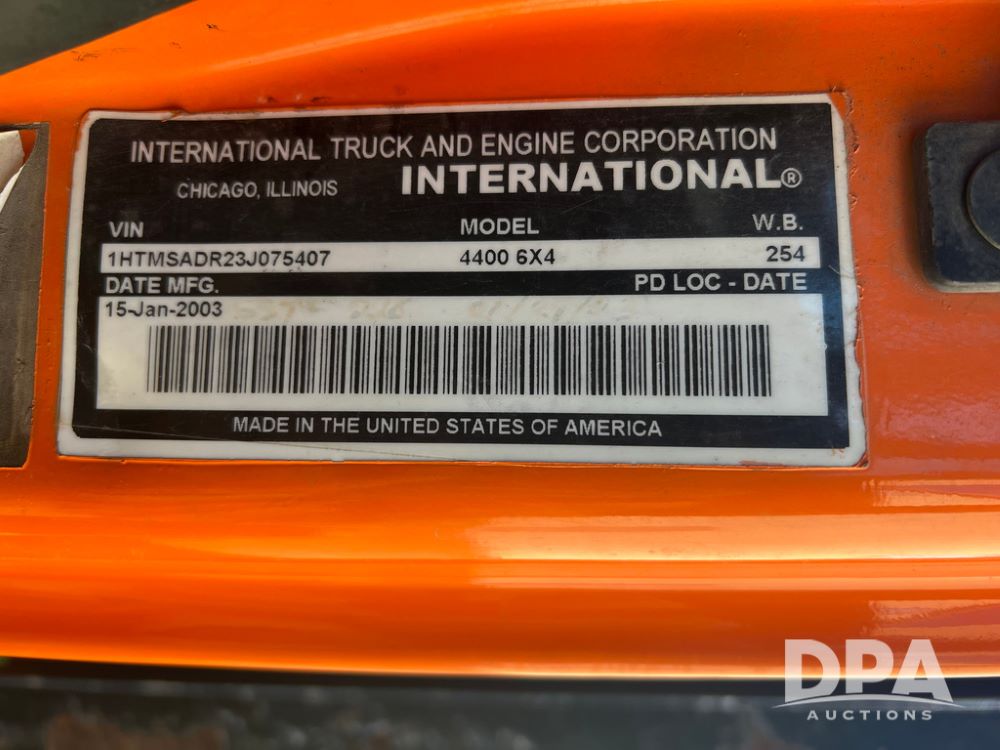 INTERNATIONAL TRUCK AND ENGINE CORPORATION
CHICAGO, ILLINOIS INTERNATIONAL®
VIN MODEL W.B.
1HTMSADR23J075407 4400 6X4 254
DATE MFG. PD LOC - DATE
15-Jan-2003
MADE IN THE UNITED STATES OF AMERICA
DPA
AUCTIONS